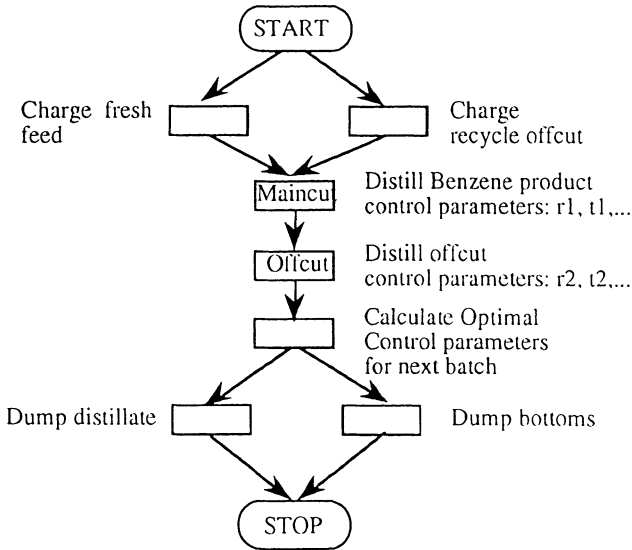 START
Charge fresh
feed
Charge
recycle offcut
Maincut
Distill Benzene product
control parameters: r1, t1,...
Offcut
Distill offcut
control parameters: r2, t2,...
Calculate Optimal
Control parameters
for next batch
Dump distillate
Dump bottoms
STOP